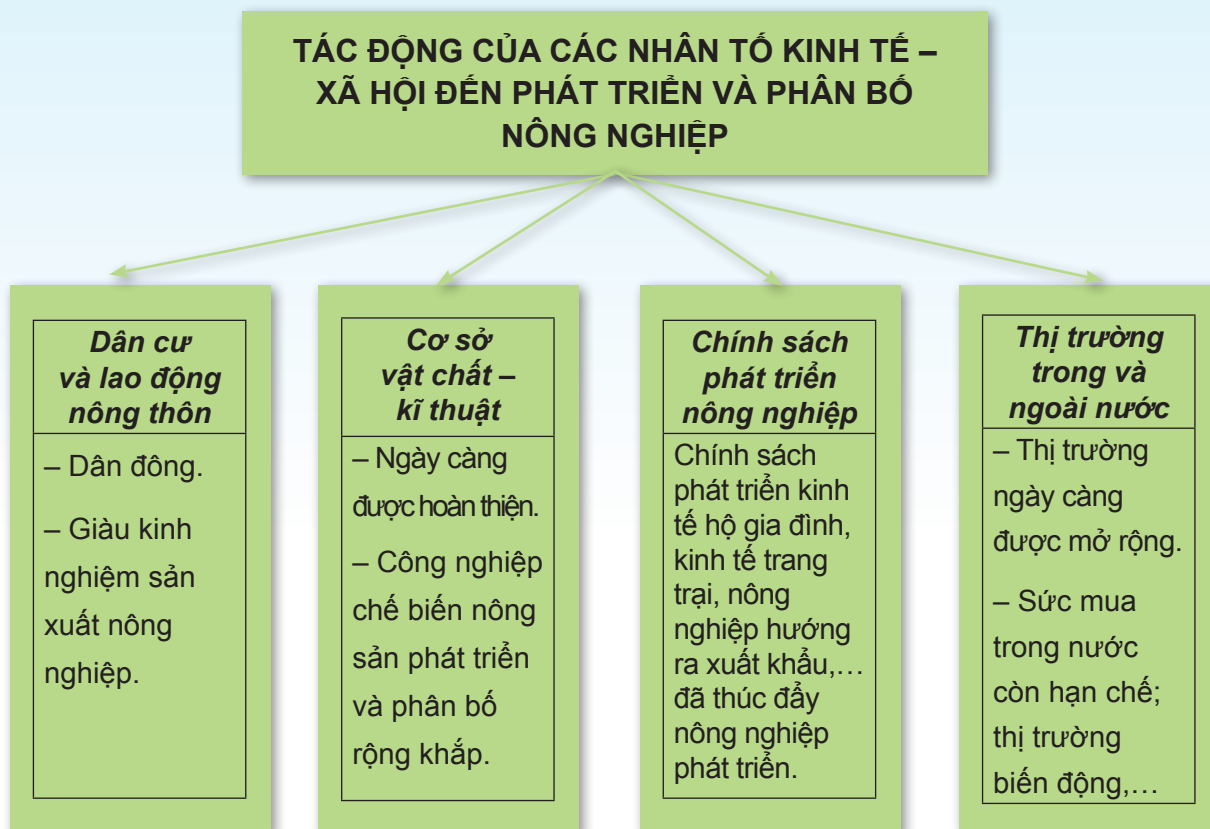 TÁC ĐỘNG CỦA CÁC NHÂN TỐ KINH TẾ –
XÃ HỘI ĐẾN PHÁT TRIỂN VÀ PHÂN BỐ
NÔNG NGHIỆP
Dân cư
và lao động
nông thôn
– Dân đông.
– Giàu kinh
nghiệm sản
xuất nông
nghiệp.
Cơ sở
vật chất –
kĩ thuật
– Ngày càng
được hoàn thiện.
– Công nghiệp
chế biến nông
sản phát triển
và phân bố
rộng khắp.
Chính sách
phát triển
nông nghiệp
Chính sách
phát triển kinh
tế hộ gia đình,
kinh tế trang
trại, nông
nghiệp hướng
ra xuất khẩu,…
đã thúc đẩy
nông nghiệp
phát triển.
Thị trường
trong và
ngoài nước
– Thị trường
ngày càng
được mở rộng.
– Sức mua
trong nước
còn hạn chế;
thị trường
biến động,…